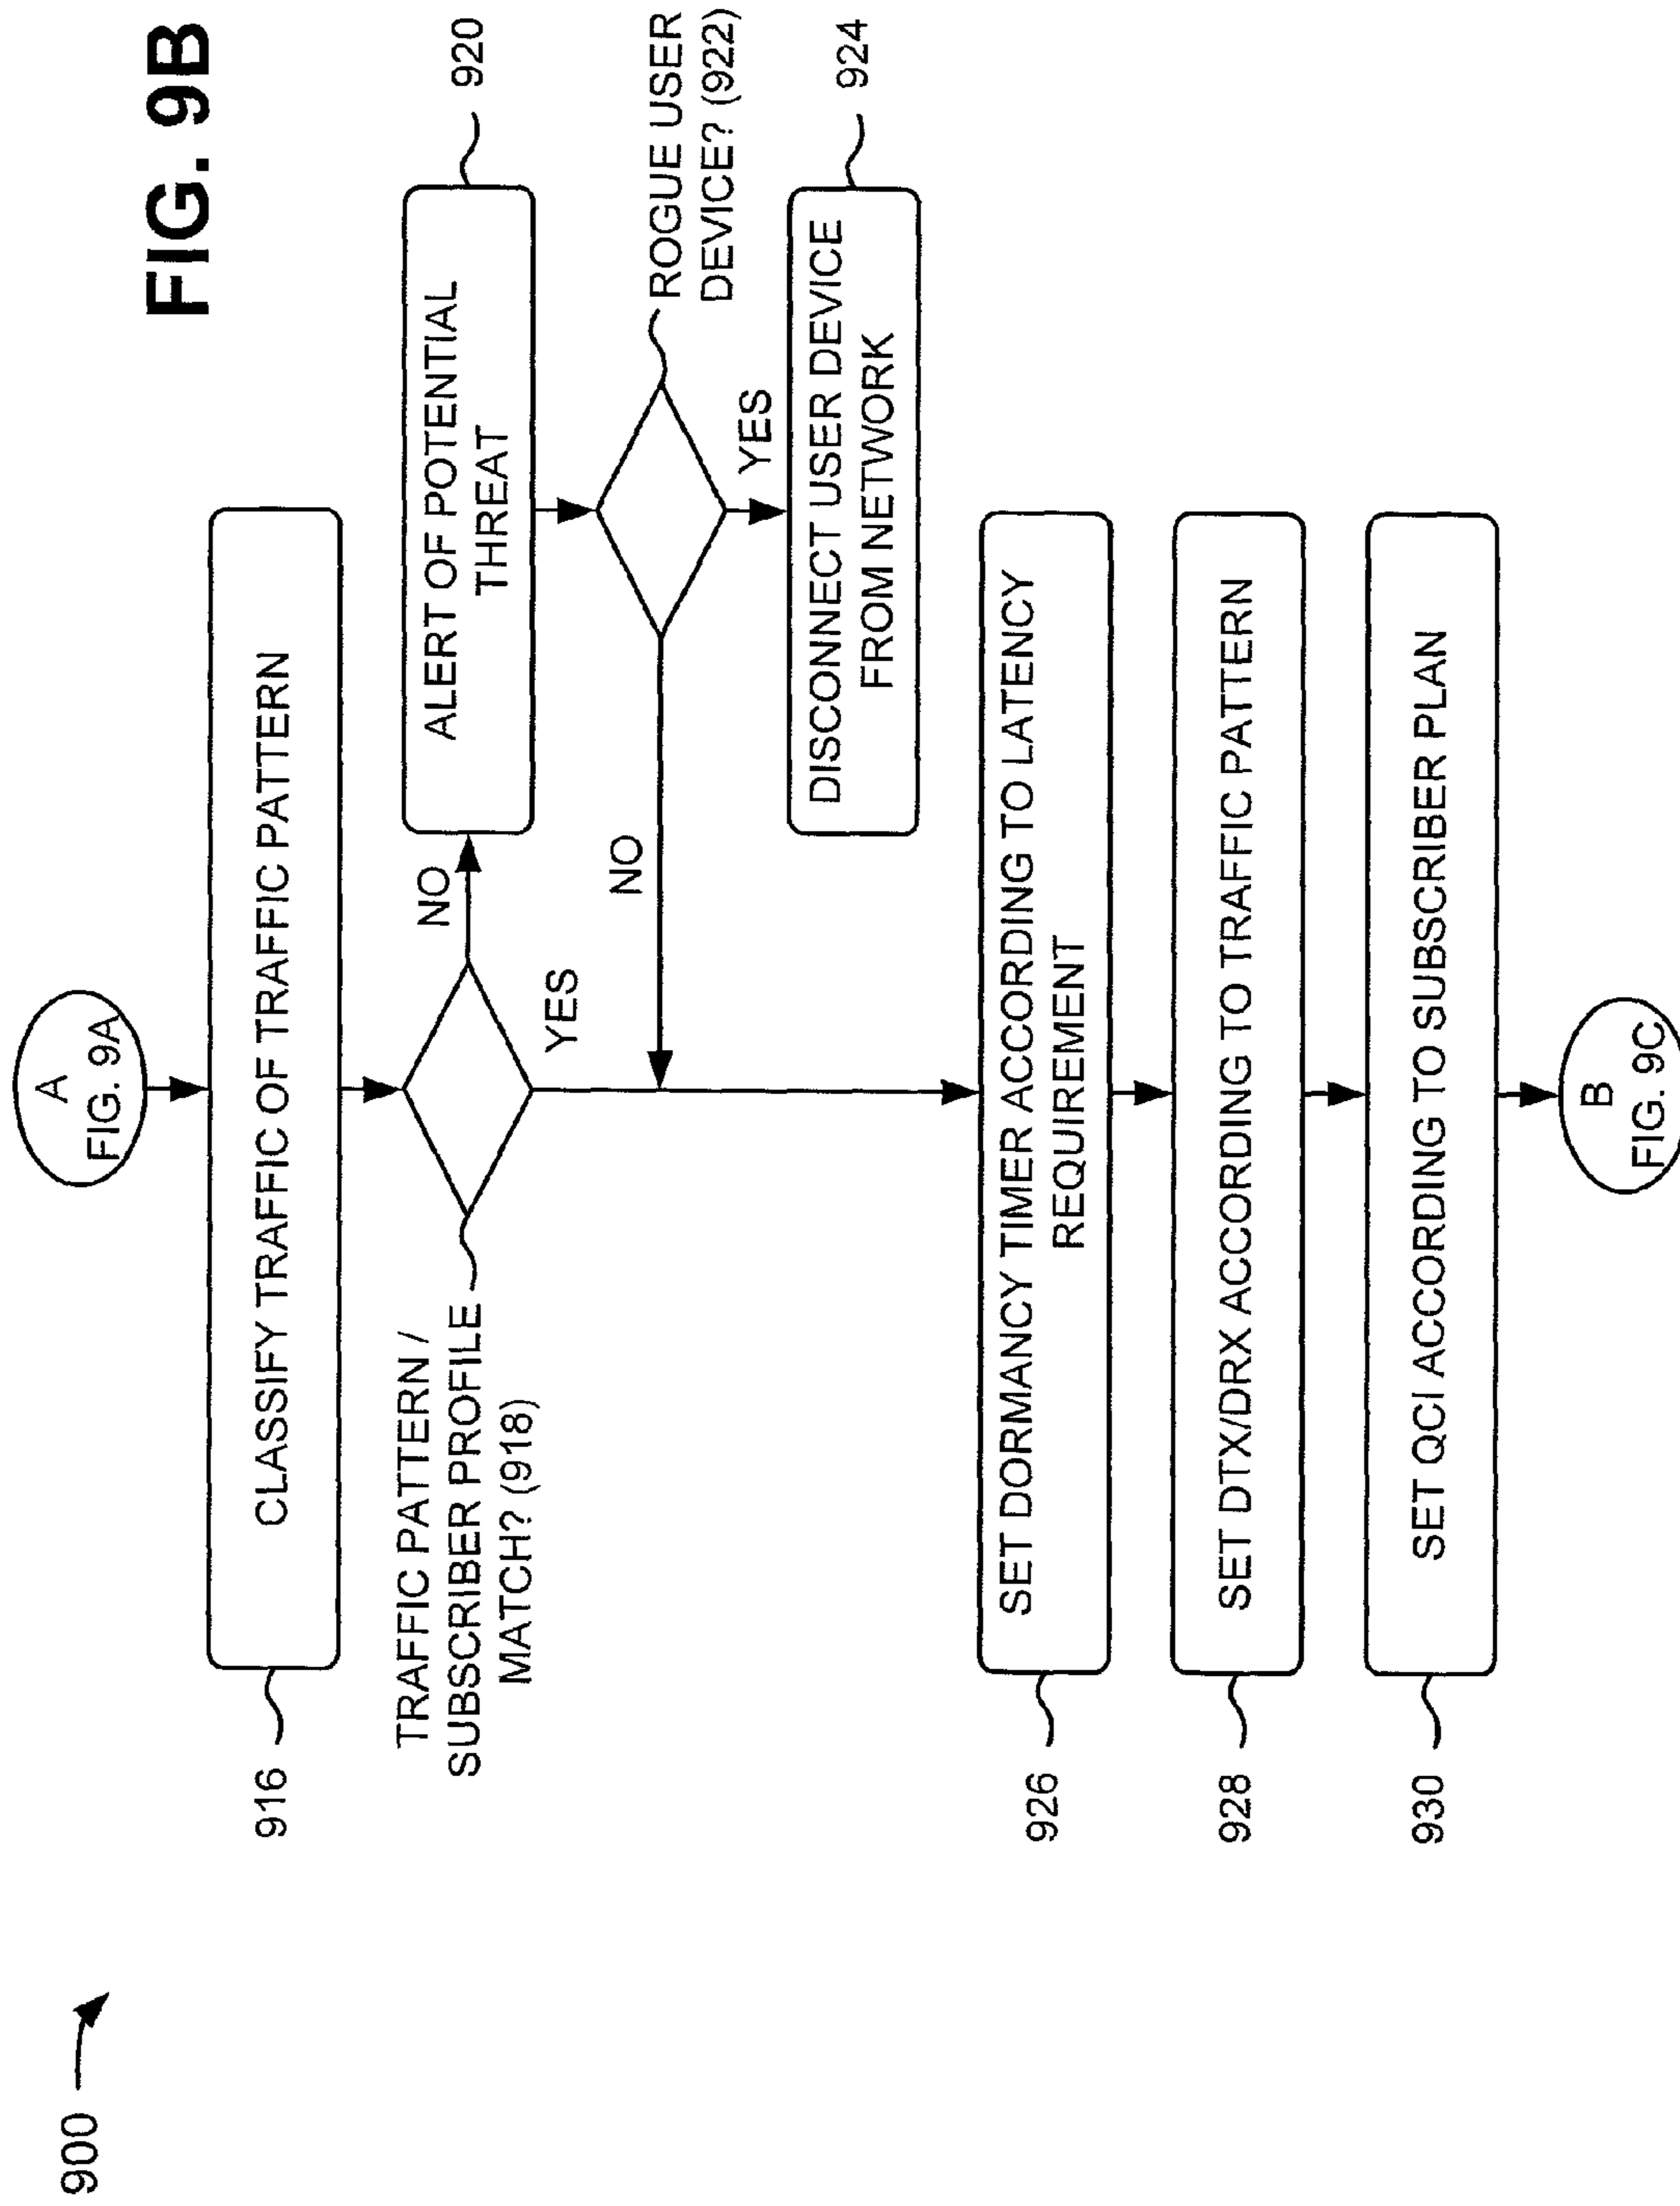 FIG. 9B
900
A
FIG. 9A
916
CLASSIFY TRAFFIC OF TRAFFIC PATTERN
TRAFFIC PATTERN /
SUBSCRIBER PROFILE
MATCH? (918)
NO
YES
920
ALERT OF POTENTIAL
THREAT
ROGUE USER
DEVICE? (922)
NO
YES
924
DISCONNECT USER DEVICE
FROM NETWORK
926
SET DORMANCY TIMER ACCORDING TO LATENCY
REQUIREMENT
928
SET DTX/DRX ACCORDING TO TRAFFIC PATTERN
930
SET QCI ACCORDING TO SUBSCRIBER PLAN
B
FIG. 9C